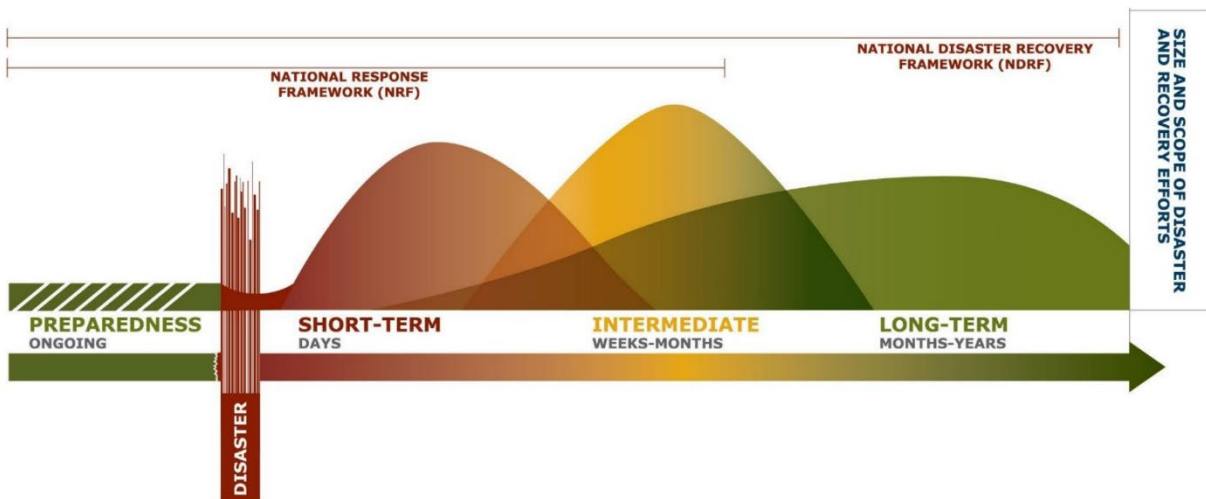 NATIONAL DISASTER RECOVERY
FRAMEWORK (NDRF)
NATIONAL RESPONSE
FRAMEWORK (NRF)
SIZE AND SCOPE OF DISASTER
AND RECOVERY EFFORTS
PREPAREDNESS
ONGOING
SHORT-TERM
DAYS
INTERMEDIATE
WEEKS-MONTHS
LONG-TERM
MONTHS-YEARS
DISASTER